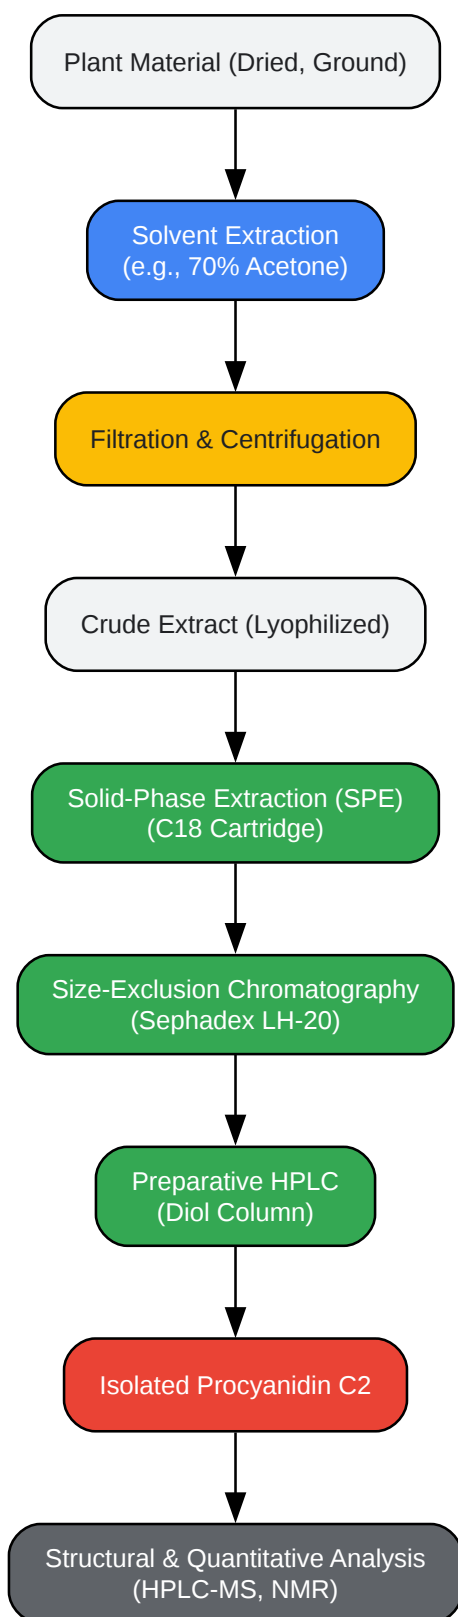 Plant Material (Dried, Ground)
Solvent Extraction
(e.g., 70% Acetone)
Filtration & Centrifugation
Crude Extract (Lyophilized)
Solid-Phase Extraction (SPE)
(C18 Cartridge)
Size-Exclusion Chromatography
(Sephadex LH-20)
Preparative HPLC
(Diol Column)
Isolated Procyanidin C2
Structural & Quantitative Analysis
(HPLC-MS, NMR)